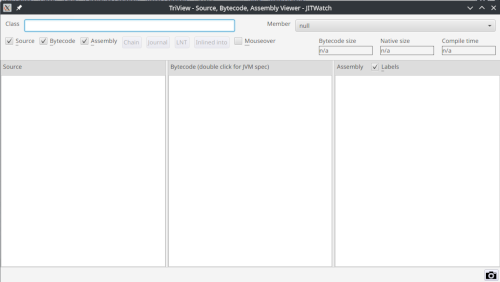 TriView - Source, Bytecode, Assembly Viewer - JITWatch
Class
Member null
Source Bytecode Assembly Chain Journal LNT Inlined into Mouseover
Bytecode size Native size Compile time
n/a n/a n/a
Source Bytecode (double click for JVM spec) Assembly Labels